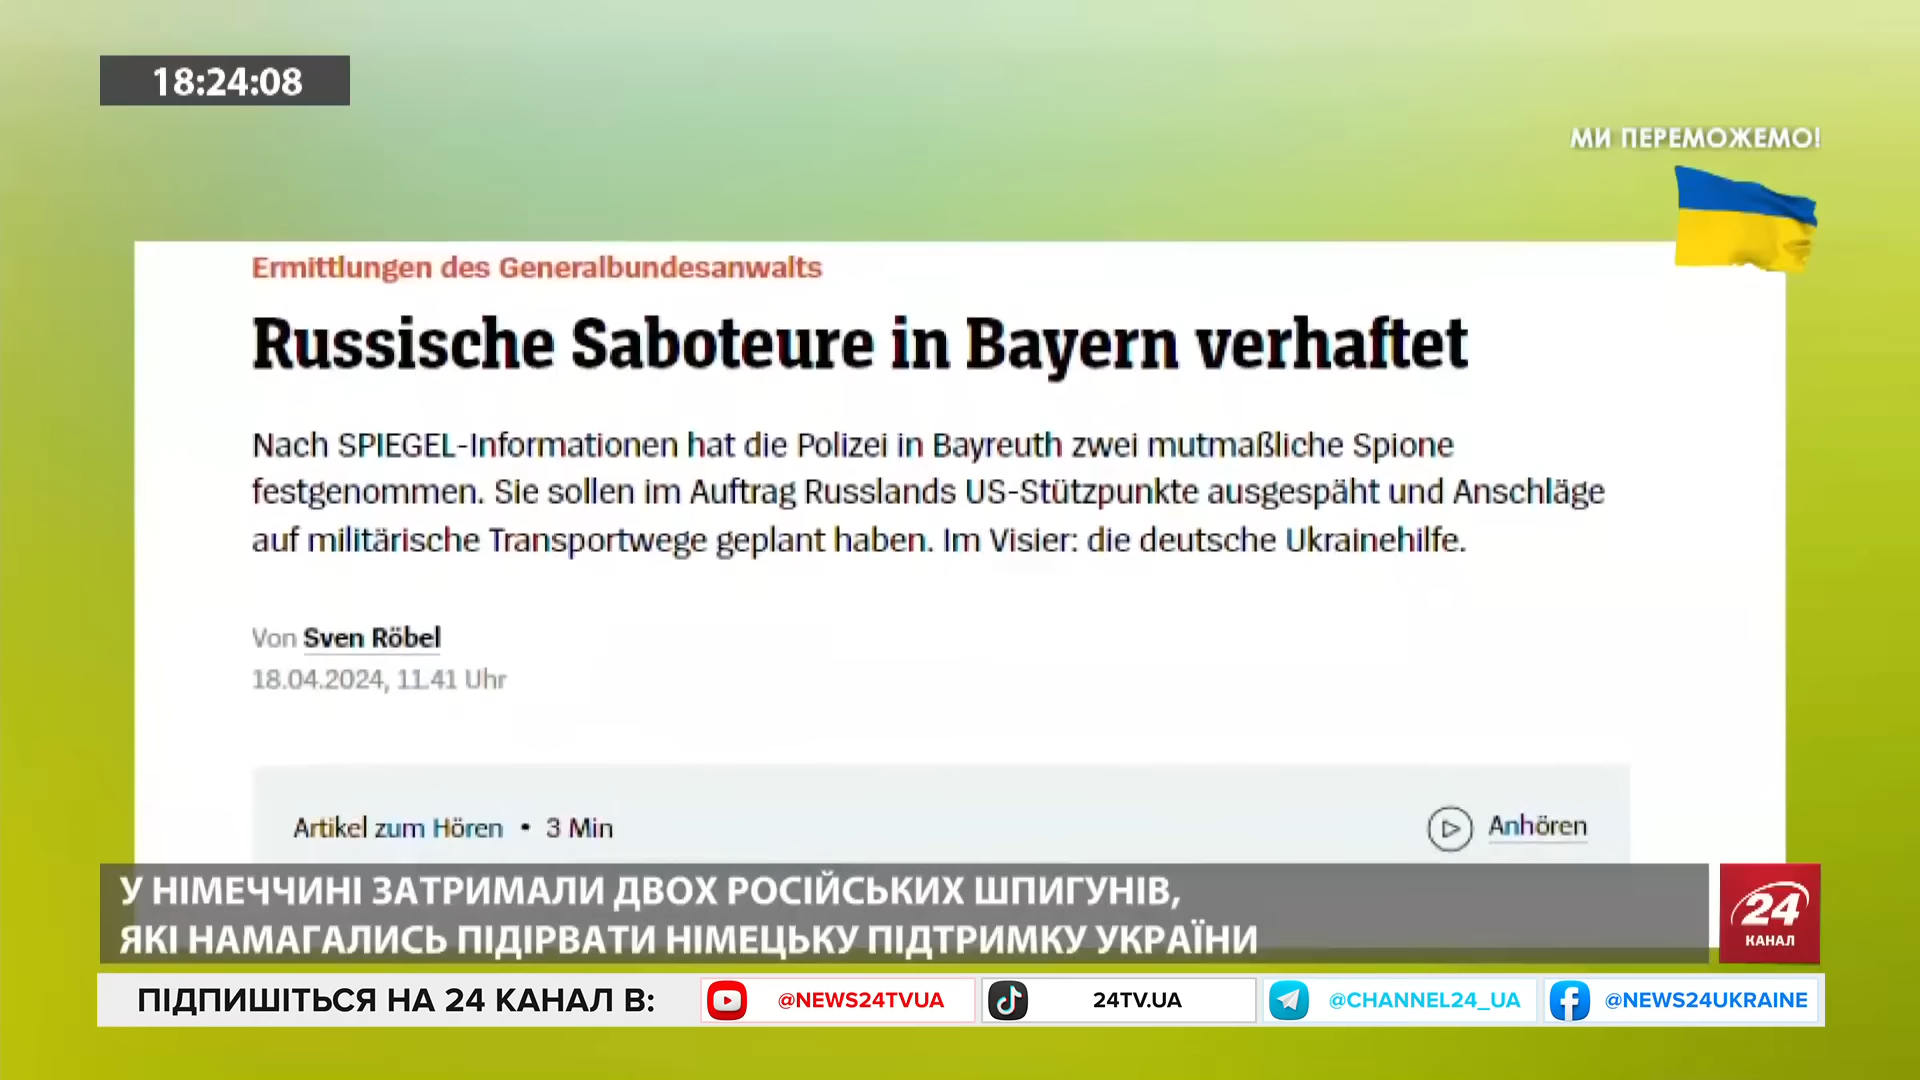 18:24:08
МИ ПЕРЕМОЖЕМО!
Ermittlungen des Generalbundesanwalts
Russische Saboteure in Bayern verhaftet
Nach SPIEGEL-Informationen hat die Polizei in Bayreuth zwei mutmaßliche Spione
festgenommen. Sie sollen im Auftrag Russlands US-Stützpunkte ausgespäht und Anschläge
auf militärische Transportwege geplant haben. Im Visier: die deutsche Ukrainehilfe.
Von Sven Röbel
18.04.2024, 11.41 Uhr
Artikel zum Hören • 3 Min
Anhören
У НІМЕЧЧИНІ ЗАТРИМАЛИ ДВОХ РОСІЙСЬКИХ ШПИГУНІВ,
ЯКІ НАМАГАЛИСЬ ПІДІРВАТИ НІМЕЦЬКУ ПІДТРИМКУ УКРАЇНИ
24
КАНАЛ
ПІДПИШІТЬСЯ НА 24 КАНАЛ В: @NEWS24TVUA 24TV.UA @CHANNEL24_UA @NEWS24UKRAINE